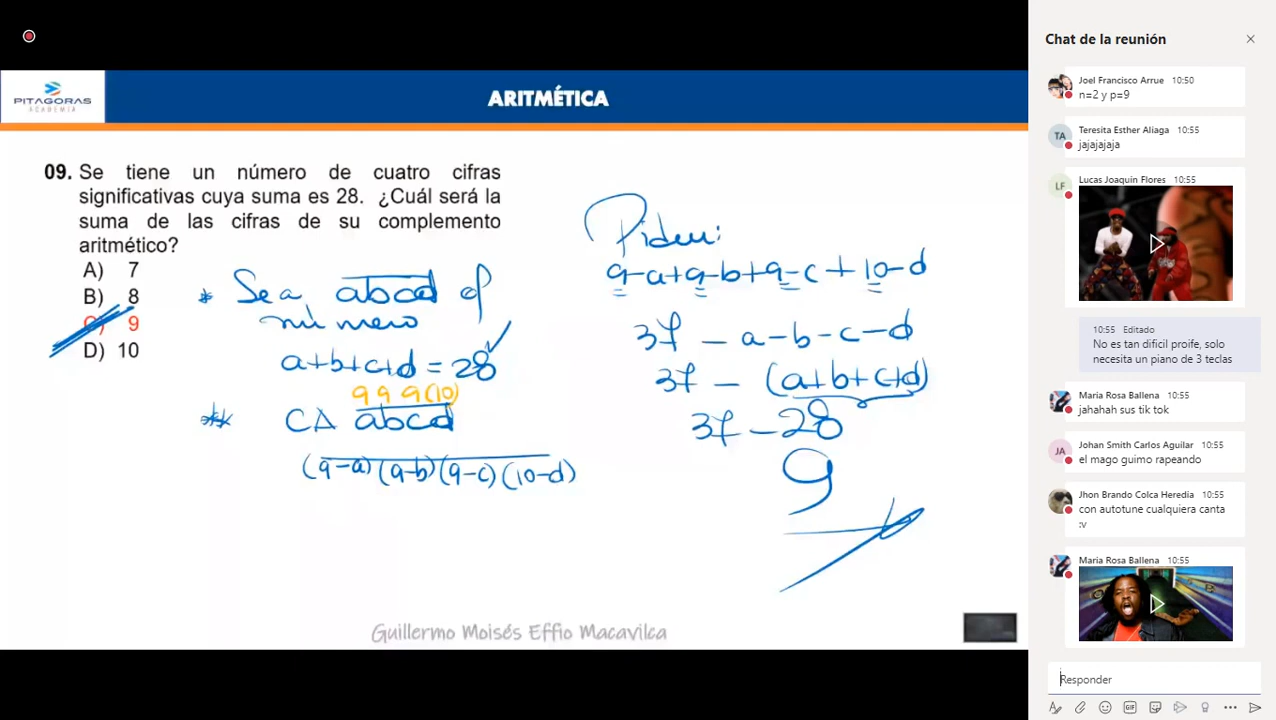 PITAGORAS
ACADEMIA
ARITMÉTICA
09. Se tiene un número de cuatro cifras
significativas cuya suma es 28. ¿Cuál será la
suma de las cifras de su complemento
aritmético?
A) 7
B) 8
C) 9
D) 10
* Sea abcd el
número
a+b+c+d = 28
9 9 9 (10)
** CA abcd
(9-a) (9-b) (9-c) (10-d)
Piden:
9-a+9-b+9-c+10-d
37 - a-b-c-d
37 - (a+b+c+d)
37 - 28
9
Guillermo Moisés Effio Macavilca
Chat de la reunión
Joel Francisco Arrue 10:50
n=2 y p=9
TA
Teresita Esther Aliaga 10:55
jajajajaja
LF
Lucas Joaquín Flores 10:55
10:55 Editado
No es tan dificil proife, solo
necesita un piano de 3 teclas
Maria Rosa Ballena 10:55
jahahah sus tik tok
JA
Johan Smith Carlos Aguilar 10:55
el mago guimo rapeando
Jhon Brando Colca Heredia 10:55
con autotune cualquiera canta
:v
Maria Rosa Ballena 10:55
Responder
GIF